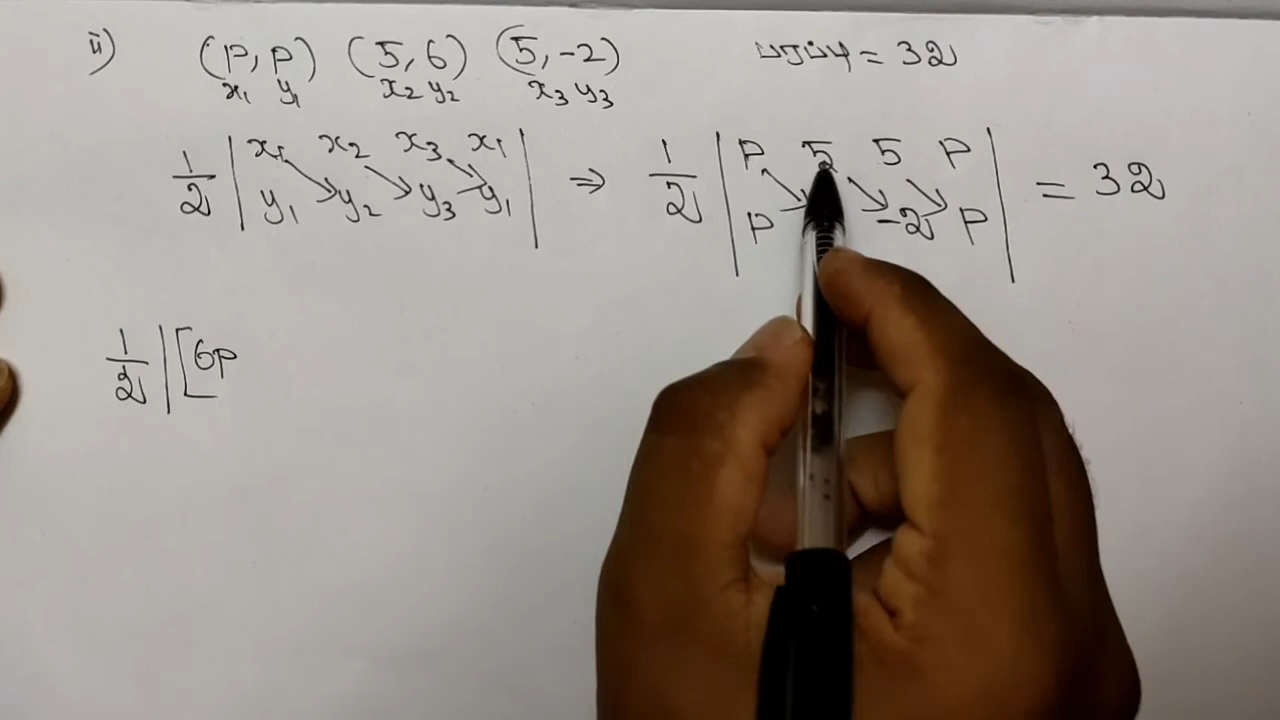 ii) (P, P) (5, 6) (5, -2) பரப்பு = 32
x₁ y₁ x₂ y₂ x₃ y₃
1/2 | x₁ x₂ x₃ x₁ | ⇒ 1/2 | P 5 5 P | = 32
y₁ y₂ y₃ y₁ P -2 P
1/2 | [6P